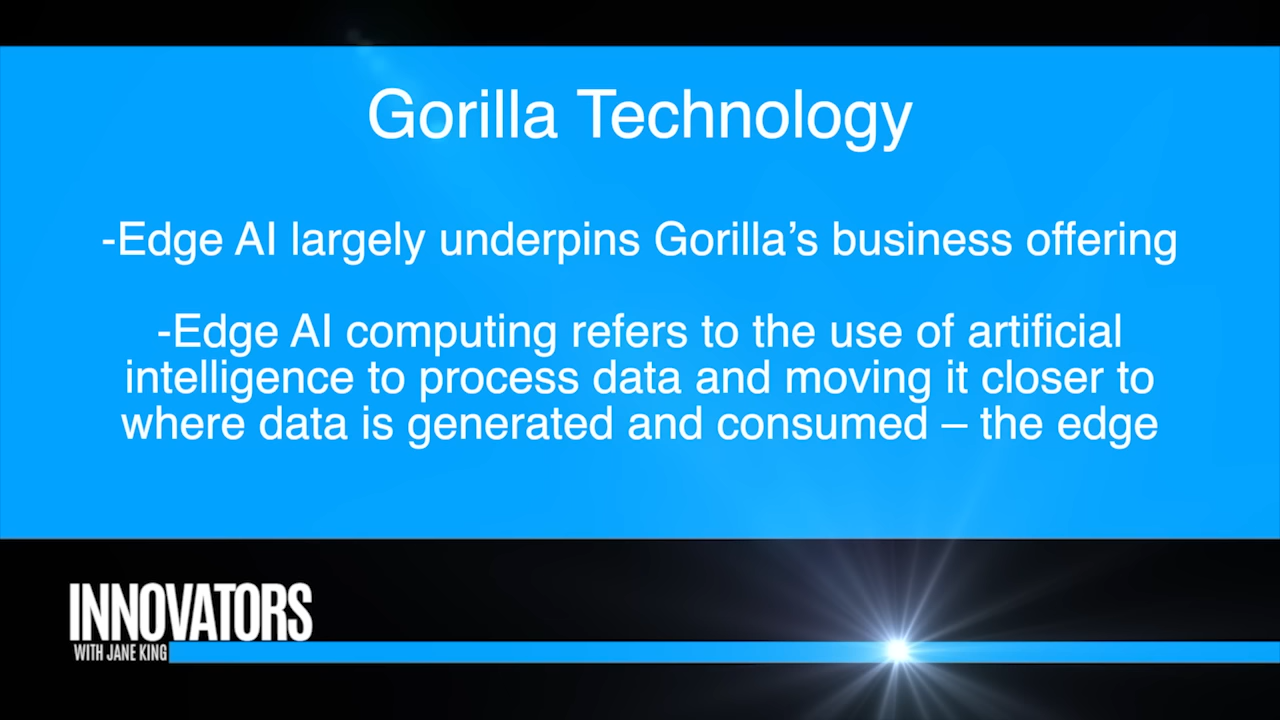 Gorilla Technology
-Edge AI largely underpins Gorilla’s business offering
-Edge AI computing refers to the use of artificial
intelligence to process data and moving it closer to
where data is generated and consumed – the edge
INNOVATORS
WITH JANE KING